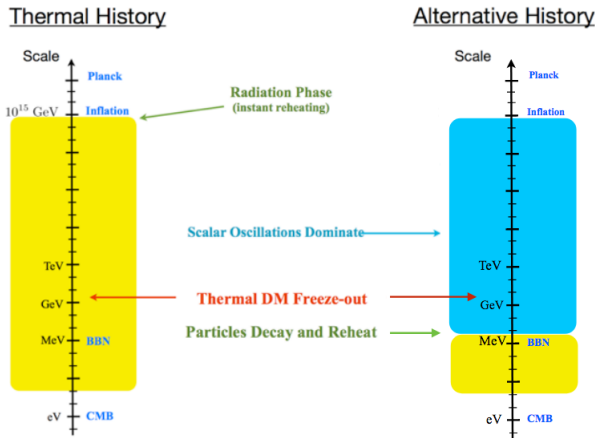 Thermal History
Alternative History
Scale
Scale
Planck
Planck
Radiation Phase
(instant reheating)
10^15 GeV
Inflation
Inflation
Scalar Oscillations Dominate
TeV
TeV
Thermal DM Freeze-out
GeV
GeV
Particles Decay and Reheat
MeV
BBN
MeV
BBN
eV
CMB
eV
CMB